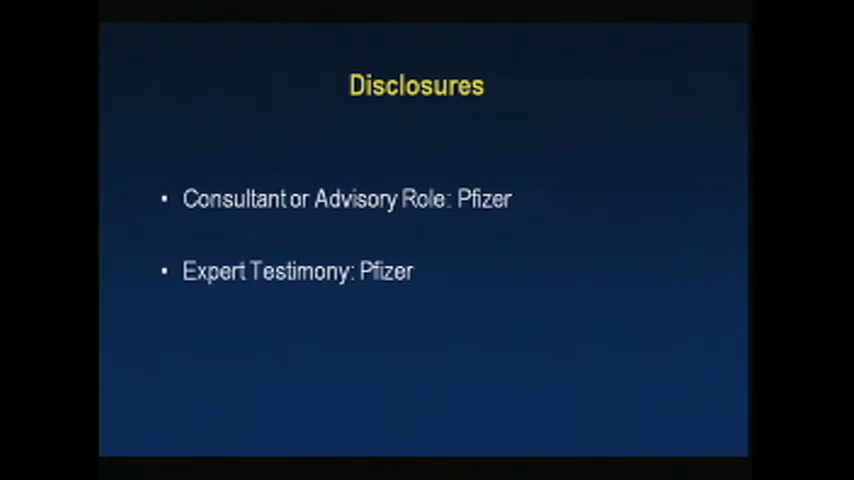 Disclosures
• Consultant or Advisory Role: Pfizer
• Expert Testimony: Pfizer